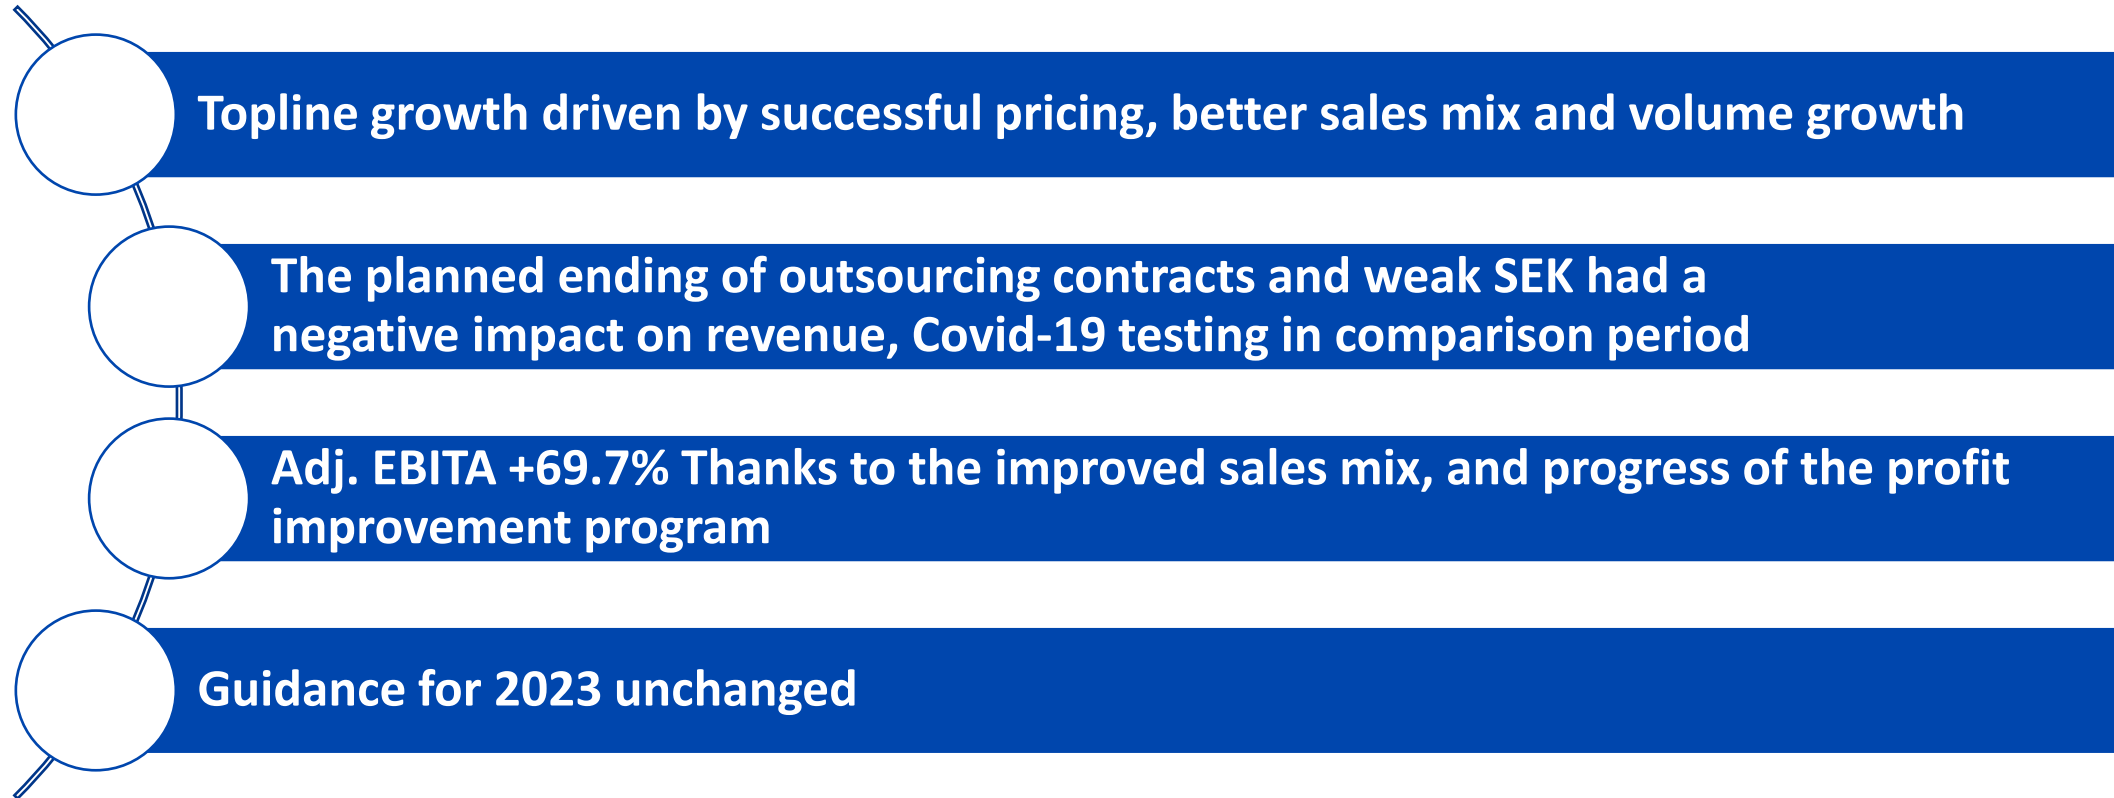 Topline growth driven by successful pricing, better sales mix and volume growth
The planned ending of outsourcing contracts and weak SEK had a
negative impact on revenue, Covid-19 testing in comparison period
Adj. EBITA +69.7% Thanks to the improved sales mix, and progress of the profit
improvement program
Guidance for 2023 unchanged